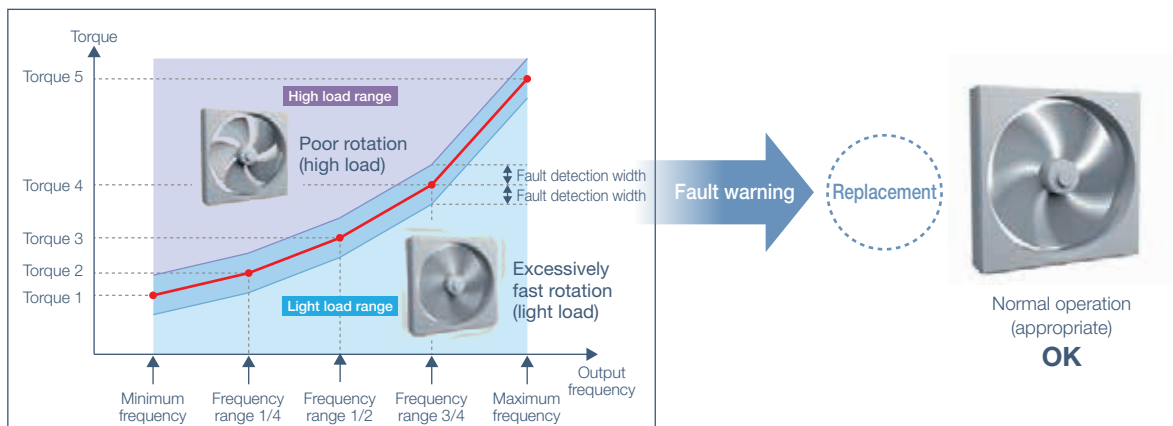 Torque
Torque 5
High load range
Poor rotation
(high load)
Torque 4
Fault detection width
Fault detection width
Torque 3
Torque 2
Torque 1
Light load range
Excessively
fast rotation
(light load)
Output
frequency
Minimum
frequency
Frequency
range 1/4
Frequency
range 1/2
Frequency
range 3/4
Maximum
frequency
Fault warning
Replacement
Normal operation
(appropriate)
OK